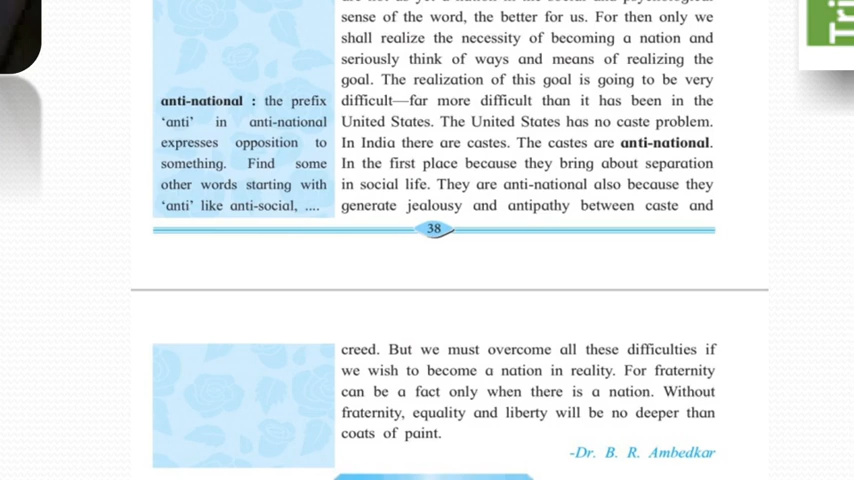 sense of the word, the better for us. For then only we
shall realize the necessity of becoming a nation and
seriously think of ways and means of realizing the
goal. The realization of this goal is going to be very
difficult—far more difficult than it has been in the
United States. The United States has no caste problem.
In India there are castes. The castes are anti-national.
In the first place because they bring about separation
in social life. They are anti-national also because they
generate jealousy and antipathy between caste and
anti-national : the prefix
‘anti’ in anti-national
expresses opposition to
something. Find some
other words starting with
‘anti’ like anti-social, ....
38
creed. But we must overcome all these difficulties if
we wish to become a nation in reality. For fraternity
can be a fact only when there is a nation. Without
fraternity, equality and liberty will be no deeper than
coats of paint.
-Dr. B. R. Ambedkar
Tri